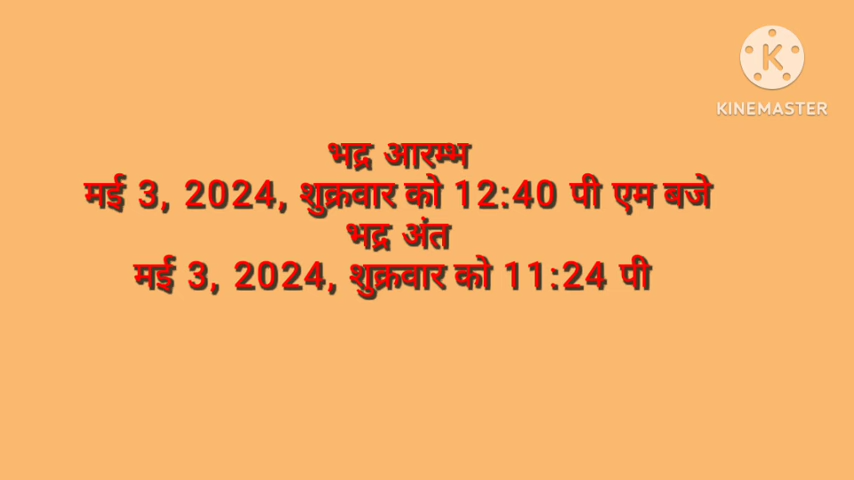 KINEMASTER
भद्र आरम्भ
मई 3, 2024, शुक्रवार को 12:40 पी एम बजे
भद्र अंत
मई 3, 2024, शुक्रवार को 11:24 पी